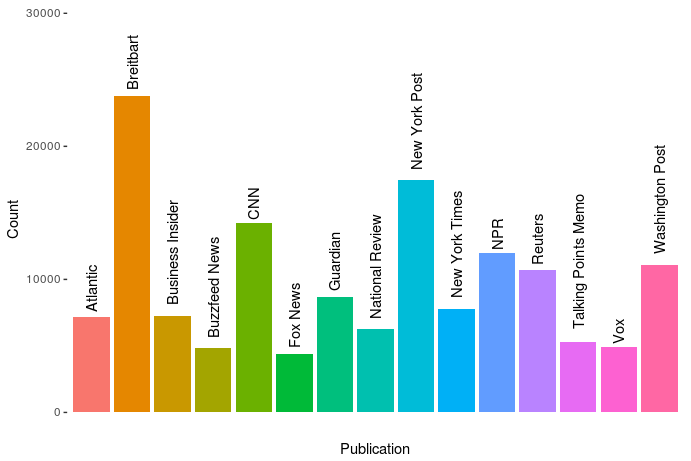 30000
20000
10000
0
Count
Atlantic
Breitbart
Business Insider
Buzzfeed News
CNN
Fox News
Guardian
National Review
New York Post
New York Times
NPR
Reuters
Talking Points Memo
Vox
Washington Post
Publication